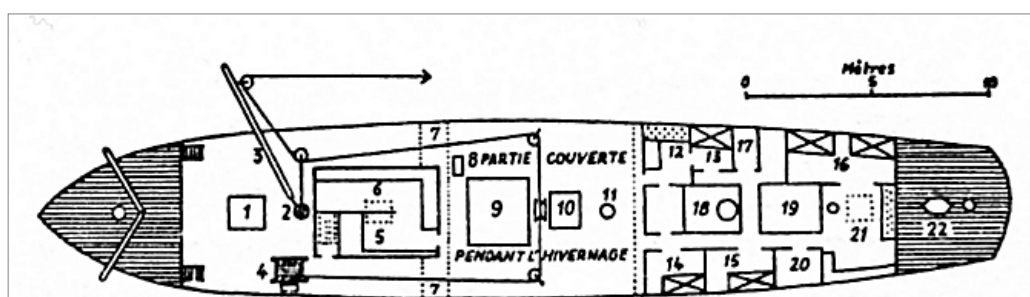 Mètres
0 5 10
7
3
8 PARTIE COUVERTE
12 13 17
16
6
1 2
9 10 11
18 19
5
21 22
PENDANT L'HIVERNAGE
4
14 15 20
7